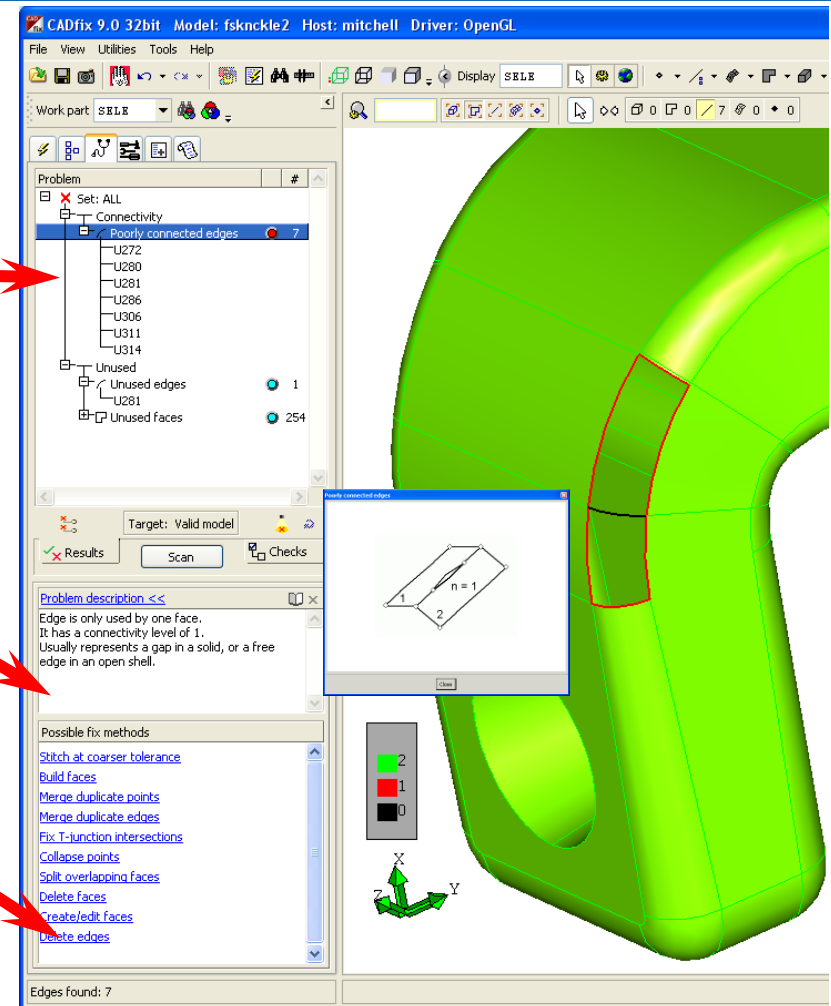 CADfix 9.0 32bit Model: fsknckle2 Host: mitchell Driver: OpenGL
File View Utilities Tools Help
Display SELE
Work part SELE
0 0 7 0 0
Problem #
Set: ALL
Connectivity
Poorly connected edges 7
U272
U280
U281
U286
U306
U311
U314
Unused
Unused edges 1
U281
Unused faces 254
Target: Valid model
Results Scan Checks
Poorly connected edges
n = 1
1
2
Close
Problem description <<
Edge is only used by one face.
It has a connectivity level of 1.
Usually represents a gap in a solid, or a free
edge in an open shell.
Possible fix methods
Stitch at coarser tolerance
Build faces
Merge duplicate points
Merge duplicate edges
Fix T-junction intersections
Collapse points
Split overlapping faces
Delete faces
Create/edit faces
Delete edges
2
1
0
X
Z Y
Edges found: 7